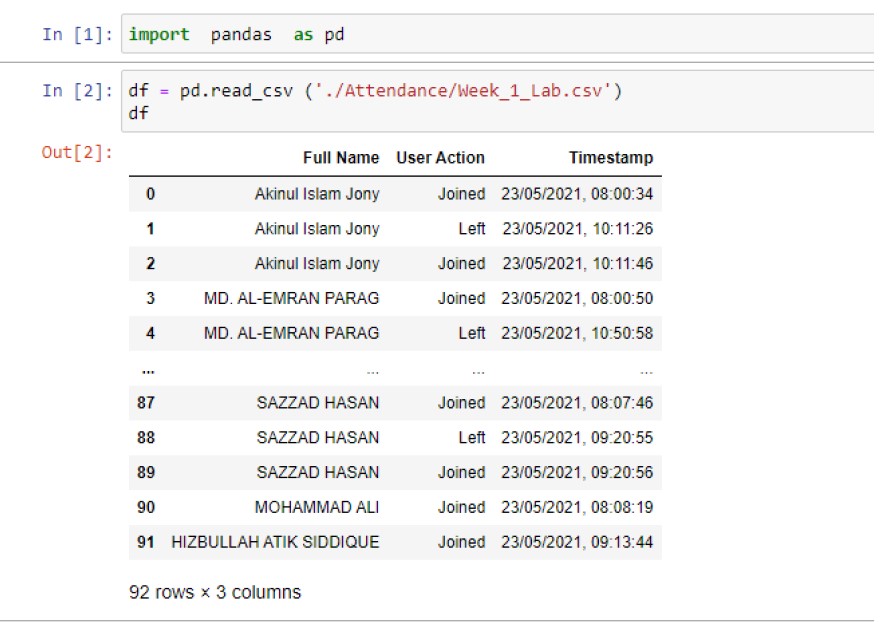 In [1]: import pandas as pd
In [2]: df = pd.read_csv ('./Attendance/Week_1_Lab.csv')
df
Out[2]:
Full Name User Action Timestamp
0 Akinul Islam Jony Joined 23/05/2021, 08:00:34
1 Akinul Islam Jony Left 23/05/2021, 10:11:26
2 Akinul Islam Jony Joined 23/05/2021, 10:11:46
3 MD. AL-EMRAN PARAG Joined 23/05/2021, 08:00:50
4 MD. AL-EMRAN PARAG Left 23/05/2021, 10:50:58
... ... ... ...
87 SAZZAD HASAN Joined 23/05/2021, 08:07:46
88 SAZZAD HASAN Left 23/05/2021, 09:20:55
89 SAZZAD HASAN Joined 23/05/2021, 09:20:56
90 MOHAMMAD ALI Joined 23/05/2021, 08:08:19
91 HIZBULLAH ATIK SIDDIQUE Joined 23/05/2021, 09:13:44
92 rows × 3 columns